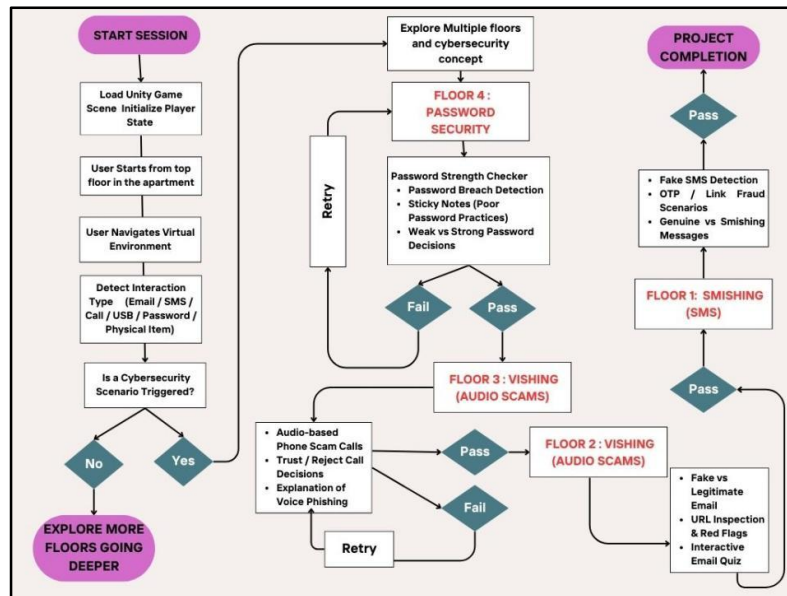 START SESSION
Load Unity Game
Scene Initialize Player
State
User Starts from top
floor in the apartment
User Navigates Virtual
Environment
Detect Interaction
Type (Email / SMS /
Call / USB / Password /
Physical Item)
Is a Cybersecurity
Scenario Triggered?
No
Yes
EXPLORE MORE
FLOORS GOING
DEEPER
Explore Multiple floors
and cybersecurity
concept
FLOOR 4 :
PASSWORD
SECURITY
Retry
Password Strength Checker
• Password Breach Detection
• Sticky Notes (Poor
Password Practices)
• Weak vs Strong Password
Decisions
Fail
Pass
FLOOR 3 : VISHING
(AUDIO SCAMS)
• Audio-based
Phone Scam Calls
• Trust / Reject Call
Decisions
• Explanation of
Voice Phishing
Pass
Fail
Retry
FLOOR 2 : VISHING
(AUDIO SCAMS)
• Fake vs
Legitimate
Email
• URL Inspection
& Red Flags
• Interactive
Email Quiz
Pass
FLOOR 1: SMISHING
(SMS)
• Fake SMS Detection
• OTP / Link Fraud
Scenarios
• Genuine vs Smishing
Messages
Pass
PROJECT
COMPLETION